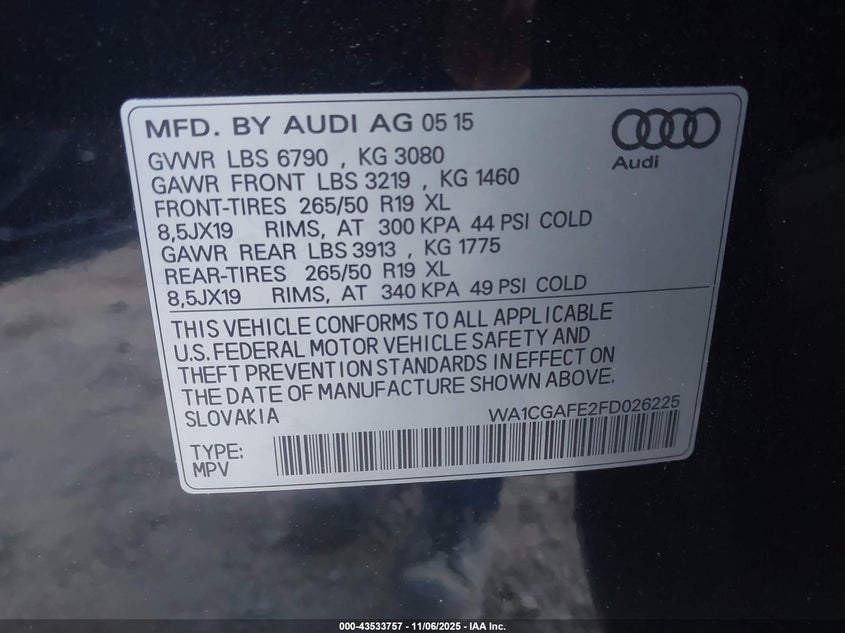 MFD. BY AUDI AG 05 15
Audi
GVWR LBS 6790 , KG 3080
GAWR FRONT LBS 3219 , KG 1460
FRONT-TIRES 265/50 R19 XL
8,5JX19 RIMS, AT 300 KPA 44 PSI COLD
GAWR REAR LBS 3913 , KG 1775
REAR-TIRES 265/50 R19 XL
8,5JX19 RIMS, AT 340 KPA 49 PSI COLD
THIS VEHICLE CONFORMS TO ALL APPLICABLE
U.S. FEDERAL MOTOR VEHICLE SAFETY AND
THEFT PREVENTION STANDARDS IN EFFECT ON
THE DATE OF MANUFACTURE SHOWN ABOVE.
SLOVAKIA
WA1CGAFE2FD026225
TYPE:
MPV
000-43533757 - 11/06/2025 - IAA Inc.